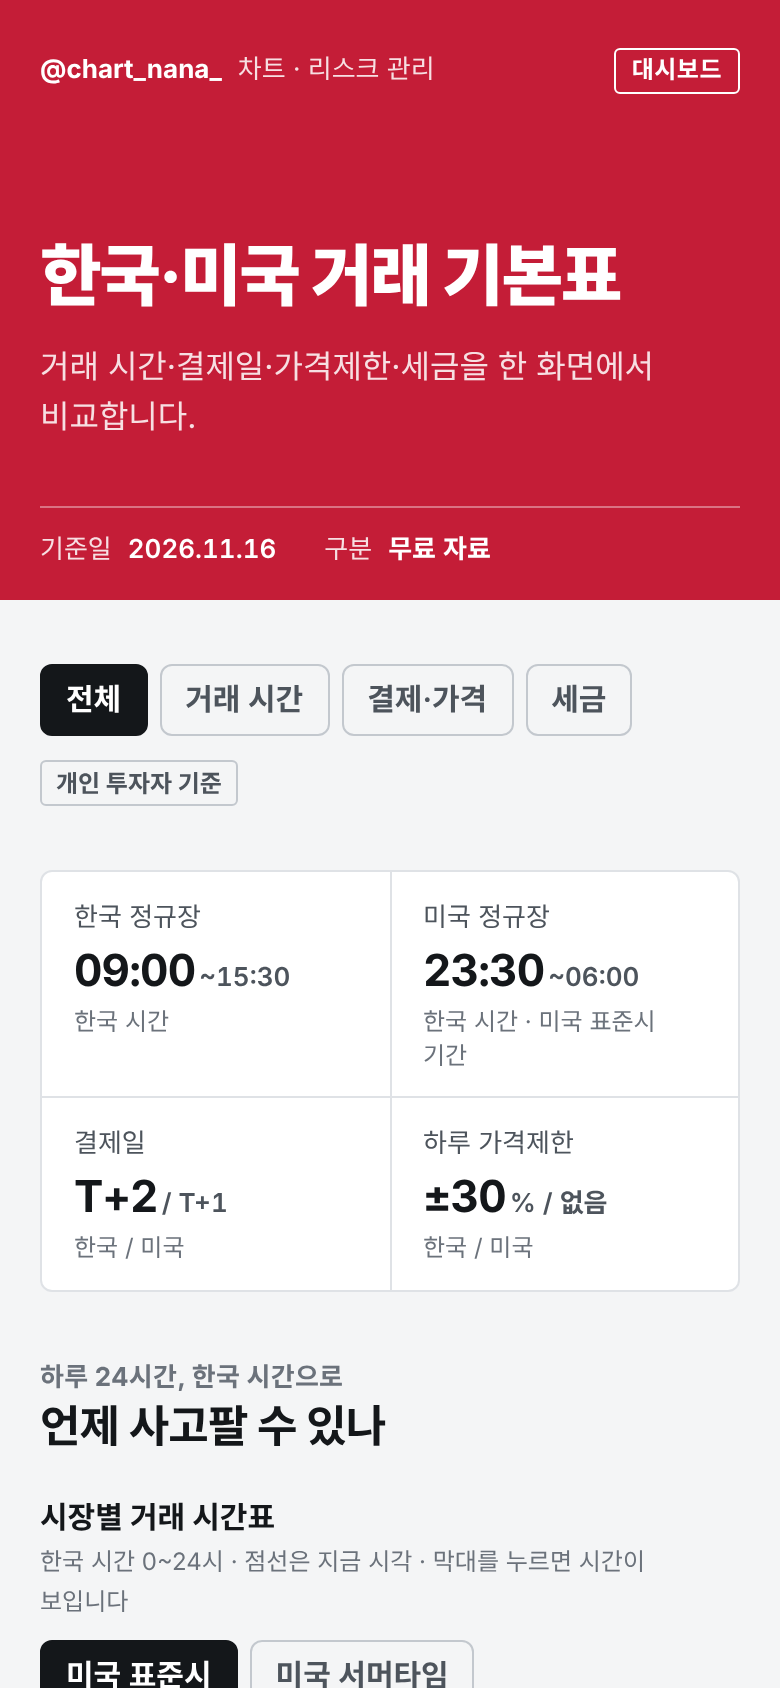 @chart_nana_ 차트 · 리스크 관리
대시보드
한국·미국 거래 기본표
거래 시간·결제일·가격제한·세금을 한 화면에서
비교합니다.
기준일 2026.11.16 구분 무료 자료
전체
거래 시간
결제·가격
세금
개인 투자자 기준
한국 정규장
09:00~15:30
한국 시간
미국 정규장
23:30~06:00
한국 시간 · 미국 표준시
기간
결제일
T+2 / T+1
한국 / 미국
하루 가격제한
±30% / 없음
한국 / 미국
하루 24시간, 한국 시간으로
언제 사고팔 수 있나
시장별 거래 시간표
한국 시간 0~24시 · 점선은 지금 시각 · 막대를 누르면 시간이
보입니다
미국 표준시
미국 서머타임